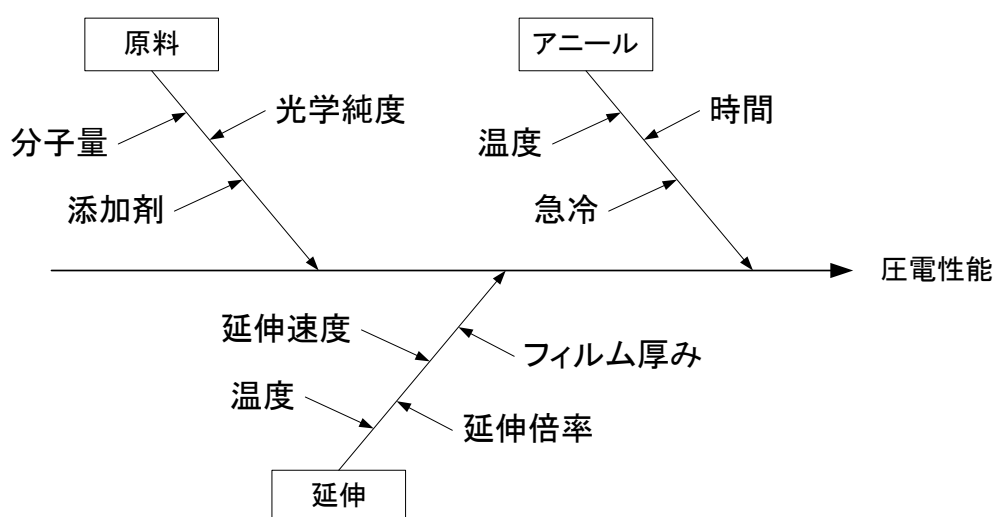 原料
アニール
光学純度
時間
分子量
温度
添加剤
急冷
圧電性能
延伸速度
フィルム厚み
温度
延伸倍率
延伸